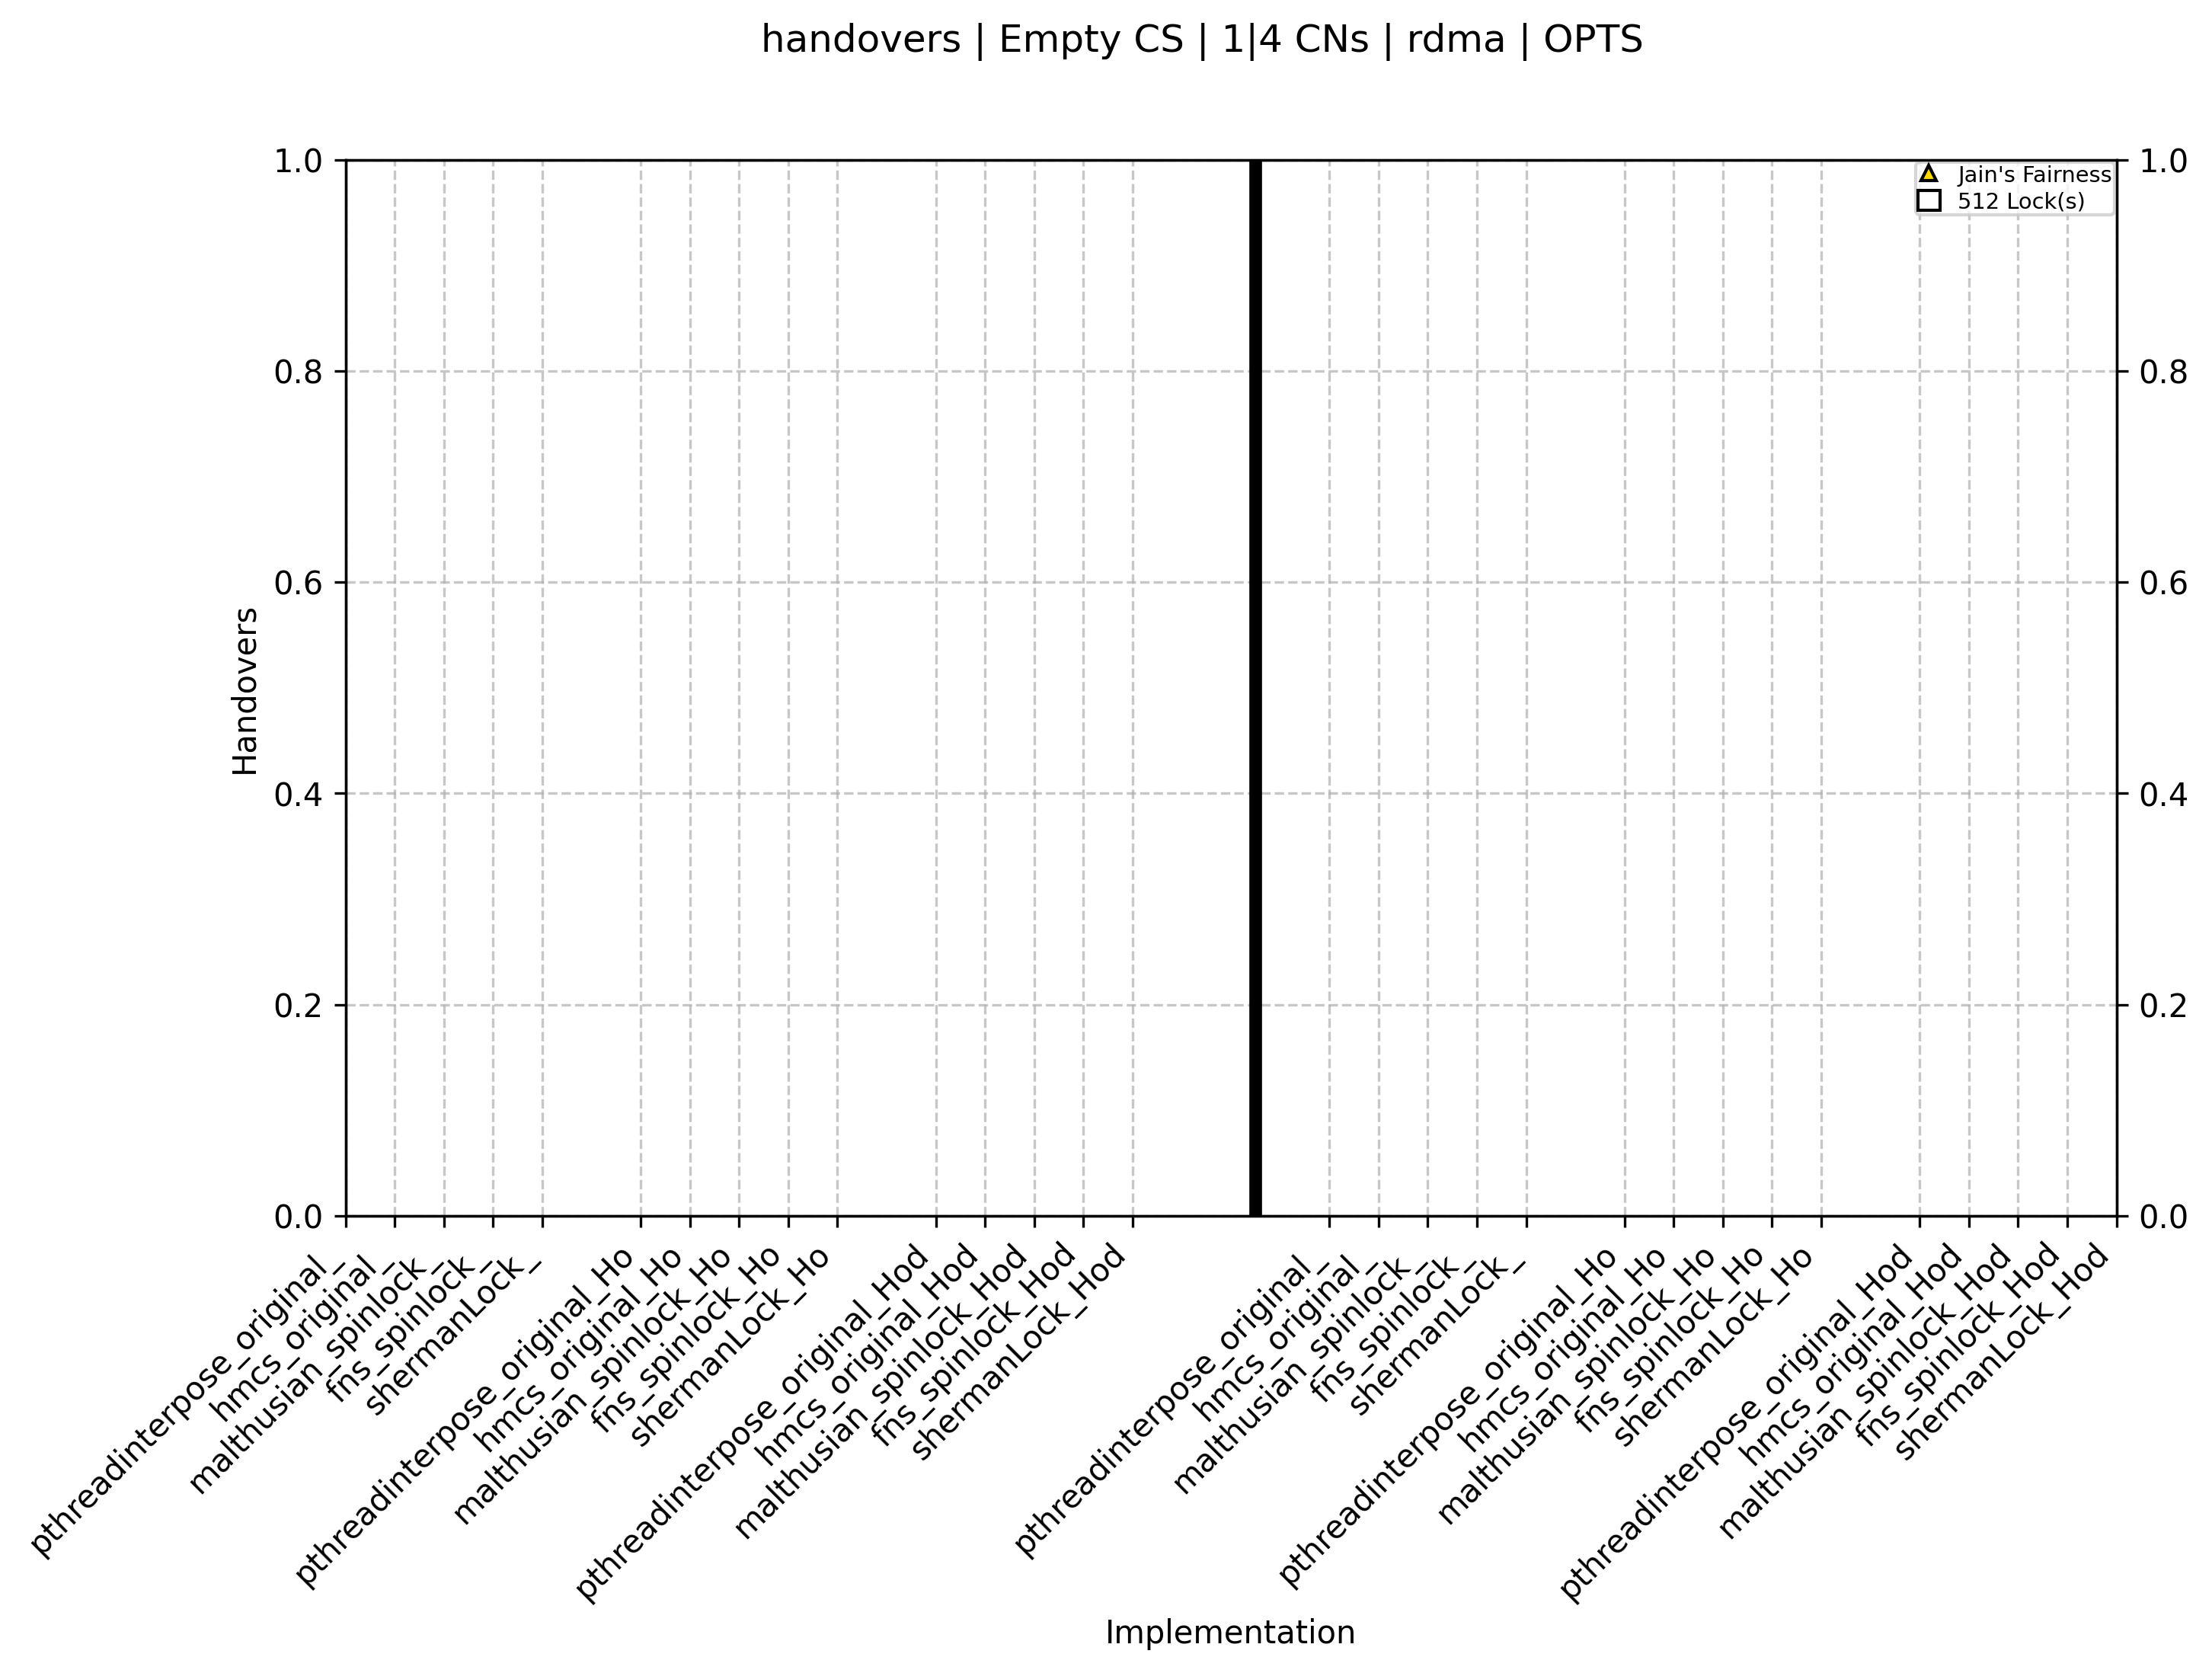 handovers | Empty CS | 1|4 CNs | rdma | OPTS
Jain's Fairness
512 Lock(s)
Handovers
1.0
0.8
0.6
0.4
0.2
0.0
1.0
0.8
0.6
0.4
0.2
0.0
pthreadinterpose_original_
hmcs_original_
malthusian_spinlock_
fns_spinlock_
shermanLock_
pthreadinterpose_original_Ho
hmcs_original_Ho
malthusian_spinlock_Ho
fns_spinlock_Ho
shermanLock_Ho
pthreadinterpose_original_Hod
hmcs_original_Hod
malthusian_spinlock_Hod
fns_spinlock_Hod
shermanLock_Hod
pthreadinterpose_original_
hmcs_original_
malthusian_spinlock_
fns_spinlock_
shermanLock_
pthreadinterpose_original_Ho
hmcs_original_Ho
malthusian_spinlock_Ho
fns_spinlock_Ho
shermanLock_Ho
pthreadinterpose_original_Hod
hmcs_original_Hod
malthusian_spinlock_Hod
fns_spinlock_Hod
shermanLock_Hod
Implementation